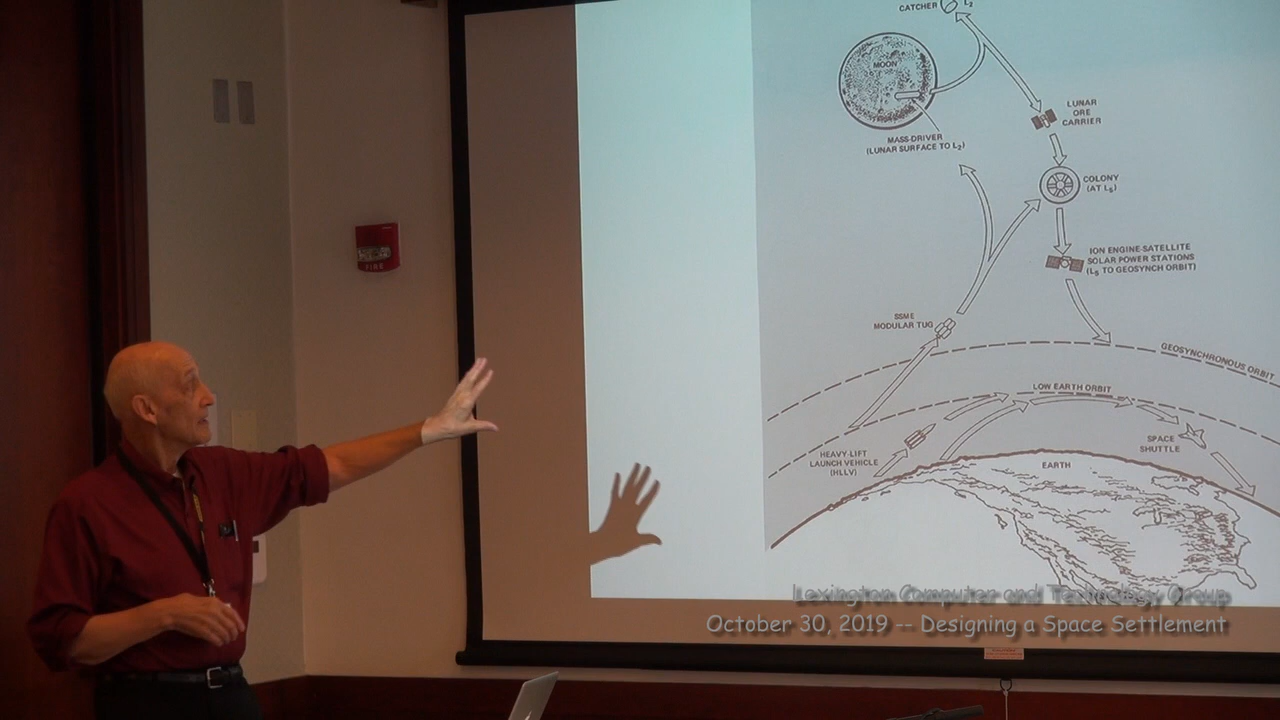 CATCHER
L2
MOON
LUNAR
ORE
CARRIER
MASS-DRIVER
(LUNAR SURFACE TO L2)
COLONY
(AT L5)
ION ENGINE-SATELLITE
SOLAR POWER STATIONS
(L5 TO GEOSYNCH ORBIT)
SSME
MODULAR TUG
GEOSYNCHRONOUS ORBIT
LOW EARTH ORBIT
SPACE
SHUTTLE
HEAVY-LIFT
LAUNCH VEHICLE
(HLLV)
EARTH
FIRE
Lexington Computer and Technology Group
October 30, 2019 -- Designing a Space Settlement